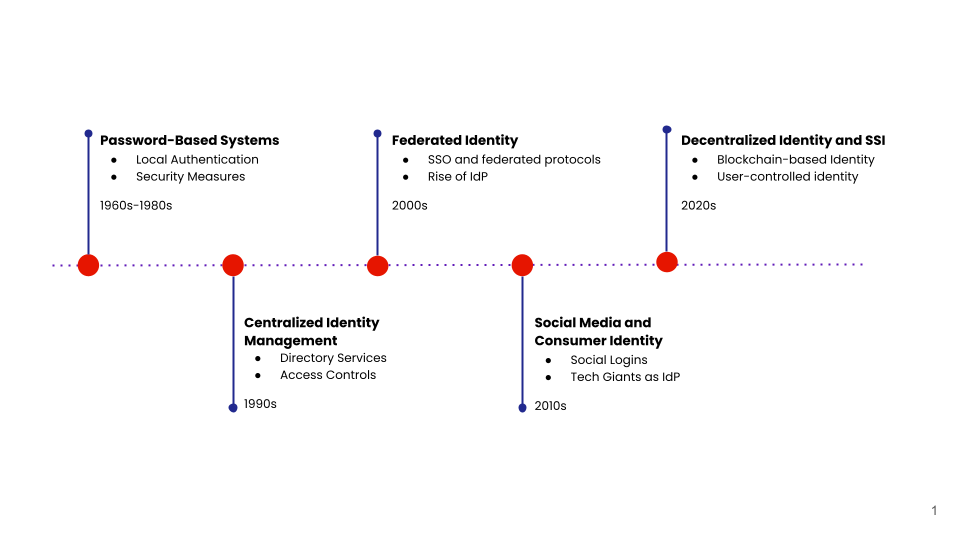 Password-Based Systems
● Local Authentication
● Security Measures
1960s-1980s
Centralized Identity
Management
● Directory Services
● Access Controls
1990s
Federated Identity
● SSO and federated protocols
● Rise of IdP
2000s
Social Media and
Consumer Identity
● Social Logins
● Tech Giants as IdP
2010s
Decentralized Identity and SSI
● Blockchain-based Identity
● User-controlled identity
2020s
1